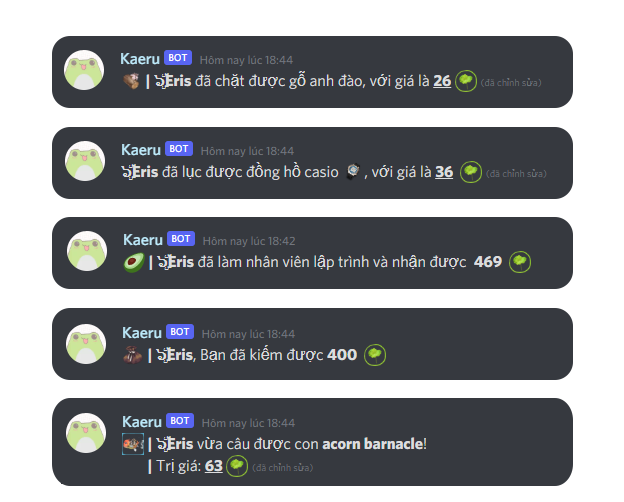 Kaeru BOT Hôm nay lúc 18:44
| Eris đã chặt được gỗ anh đào, với giá là 26 (đã chỉnh sửa)
Kaeru BOT Hôm nay lúc 18:44
Eris đã lục được đồng hồ casio , với giá là 36 (đã chỉnh sửa)
Kaeru BOT Hôm nay lúc 18:42
| Eris đã làm nhân viên lập trình và nhận được 469
Kaeru BOT Hôm nay lúc 18:44
| Eris, Bạn đã kiếm được 400
Kaeru BOT Hôm nay lúc 18:44
| Eris vừa câu được con acorn barnacle!
| Trị giá: 63 (đã chỉnh sửa)